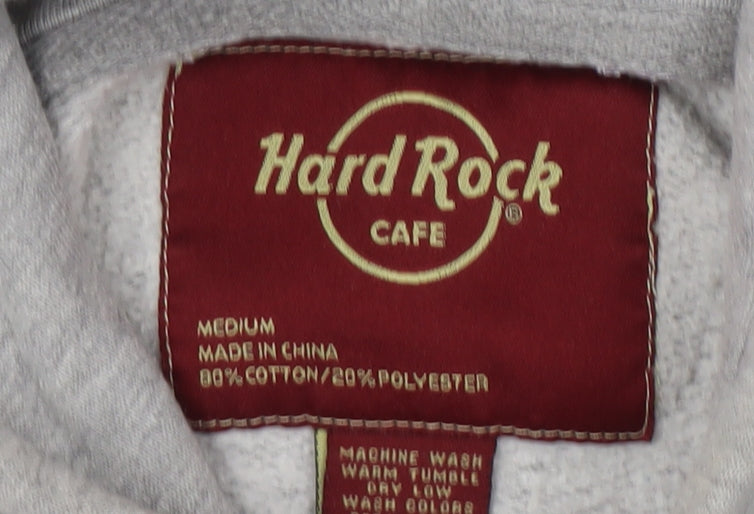 Hard Rock ®
CAFE
MEDIUM
MADE IN CHINA
80% COTTON/20% POLYESTER
MACHINE WASH
WARM TUMBLE
DRY LOW
WASH COLORS